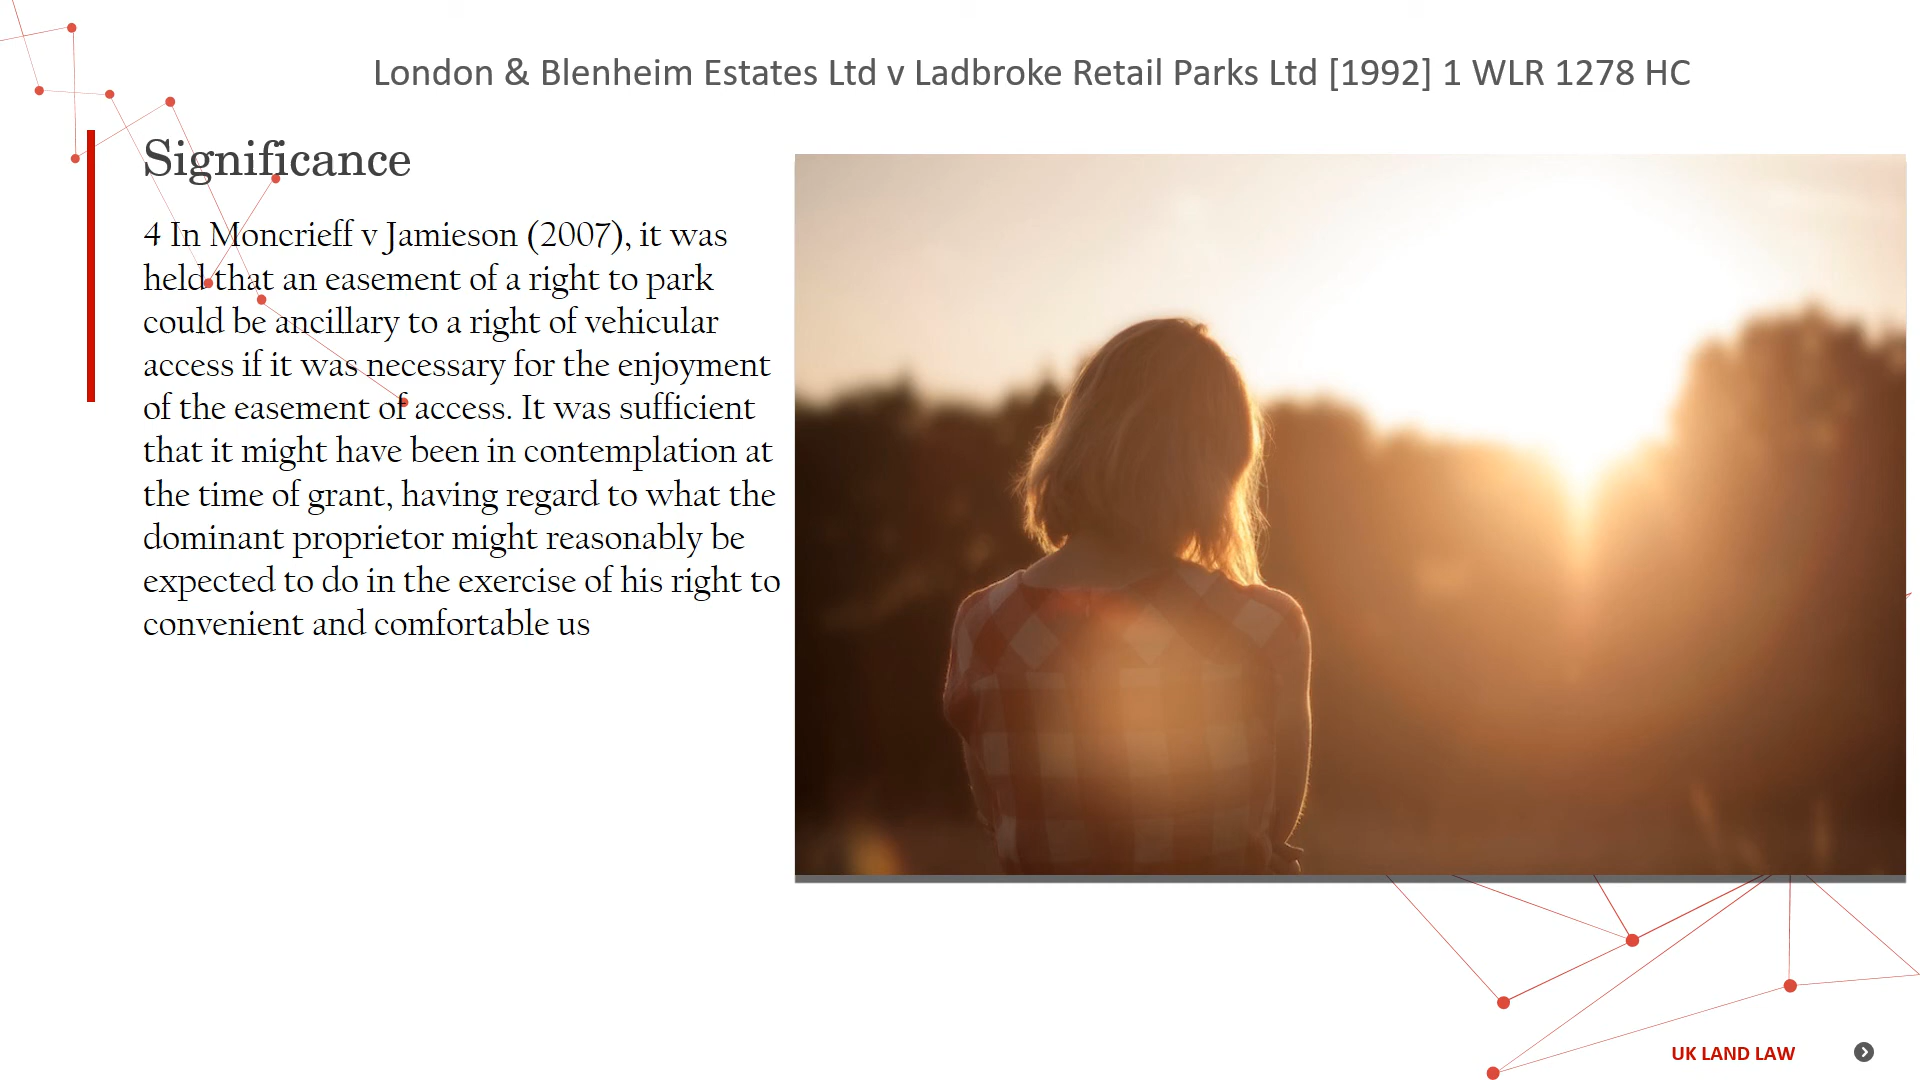 London & Blenheim Estates Ltd v Ladbroke Retail Parks Ltd [1992] 1 WLR 1278 HC
Significance
4 In Moncrieff v Jamieson (2007), it was
held that an easement of a right to park
could be ancillary to a right of vehicular
access if it was necessary for the enjoyment
of the easement of access. It was sufficient
that it might have been in contemplation at
the time of grant, having regard to what the
dominant proprietor might reasonably be
expected to do in the exercise of his right to
convenient and comfortable us
UK LAND LAW